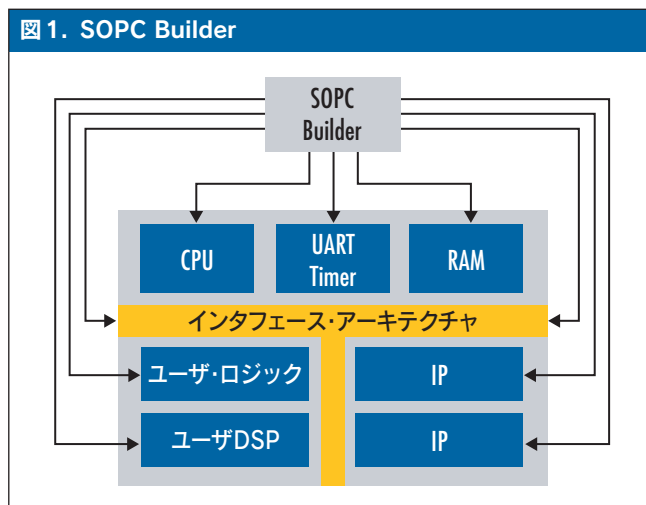 図1. SOPC Builder
SOPC
Builder
CPU
UART
Timer
RAM
インタフェース・アーキテクチャ
ユーザ・ロジック
IP
ユーザDSP
IP